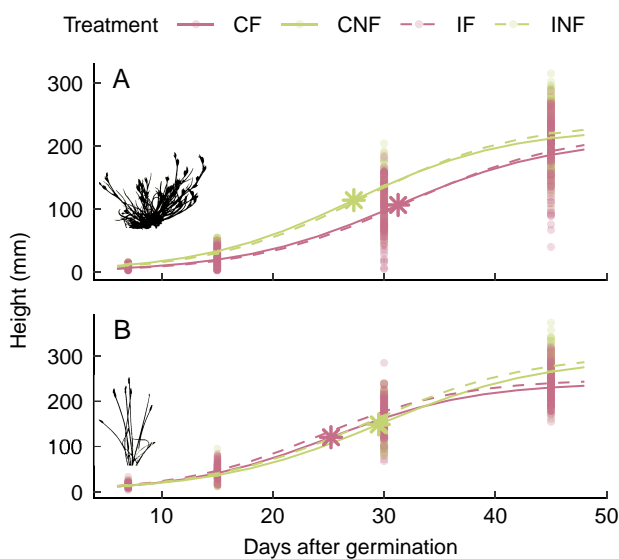 Treatment CF CNF IF INF
A
300
200
100
0
Height (mm)
B
300
200
100
0
10 20 30 40 50
Days after germination